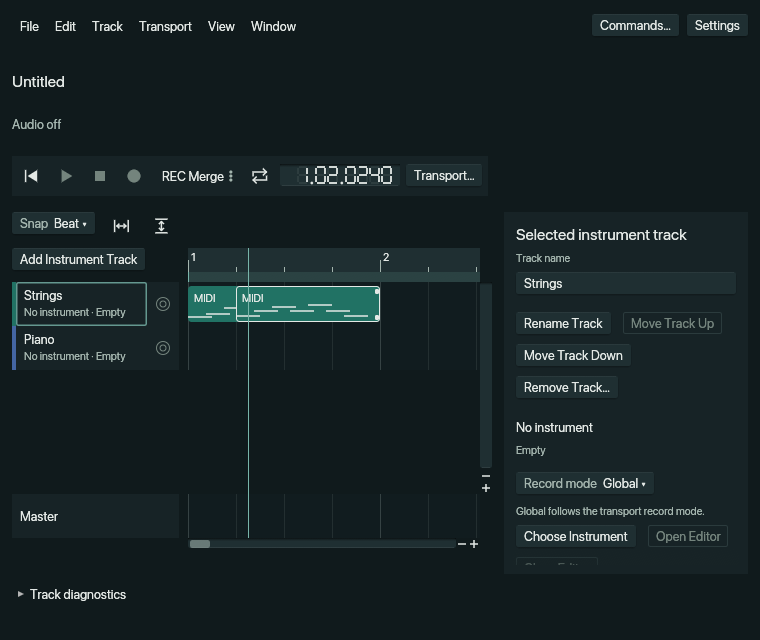 File Edit Track Transport View Window Commands... Settings
Untitled
Audio off
REC Merge 1.02.0240 Transport...
Snap Beat
Add Instrument Track
1 2
Strings
No instrument · Empty
MIDI MIDI
Piano
No instrument · Empty
Master
Selected instrument track
Track name
Strings
Rename Track Move Track Up
Move Track Down
Remove Track...
No instrument
Empty
Record mode Global
Global follows the transport record mode.
Choose Instrument Open Editor
Track diagnostics